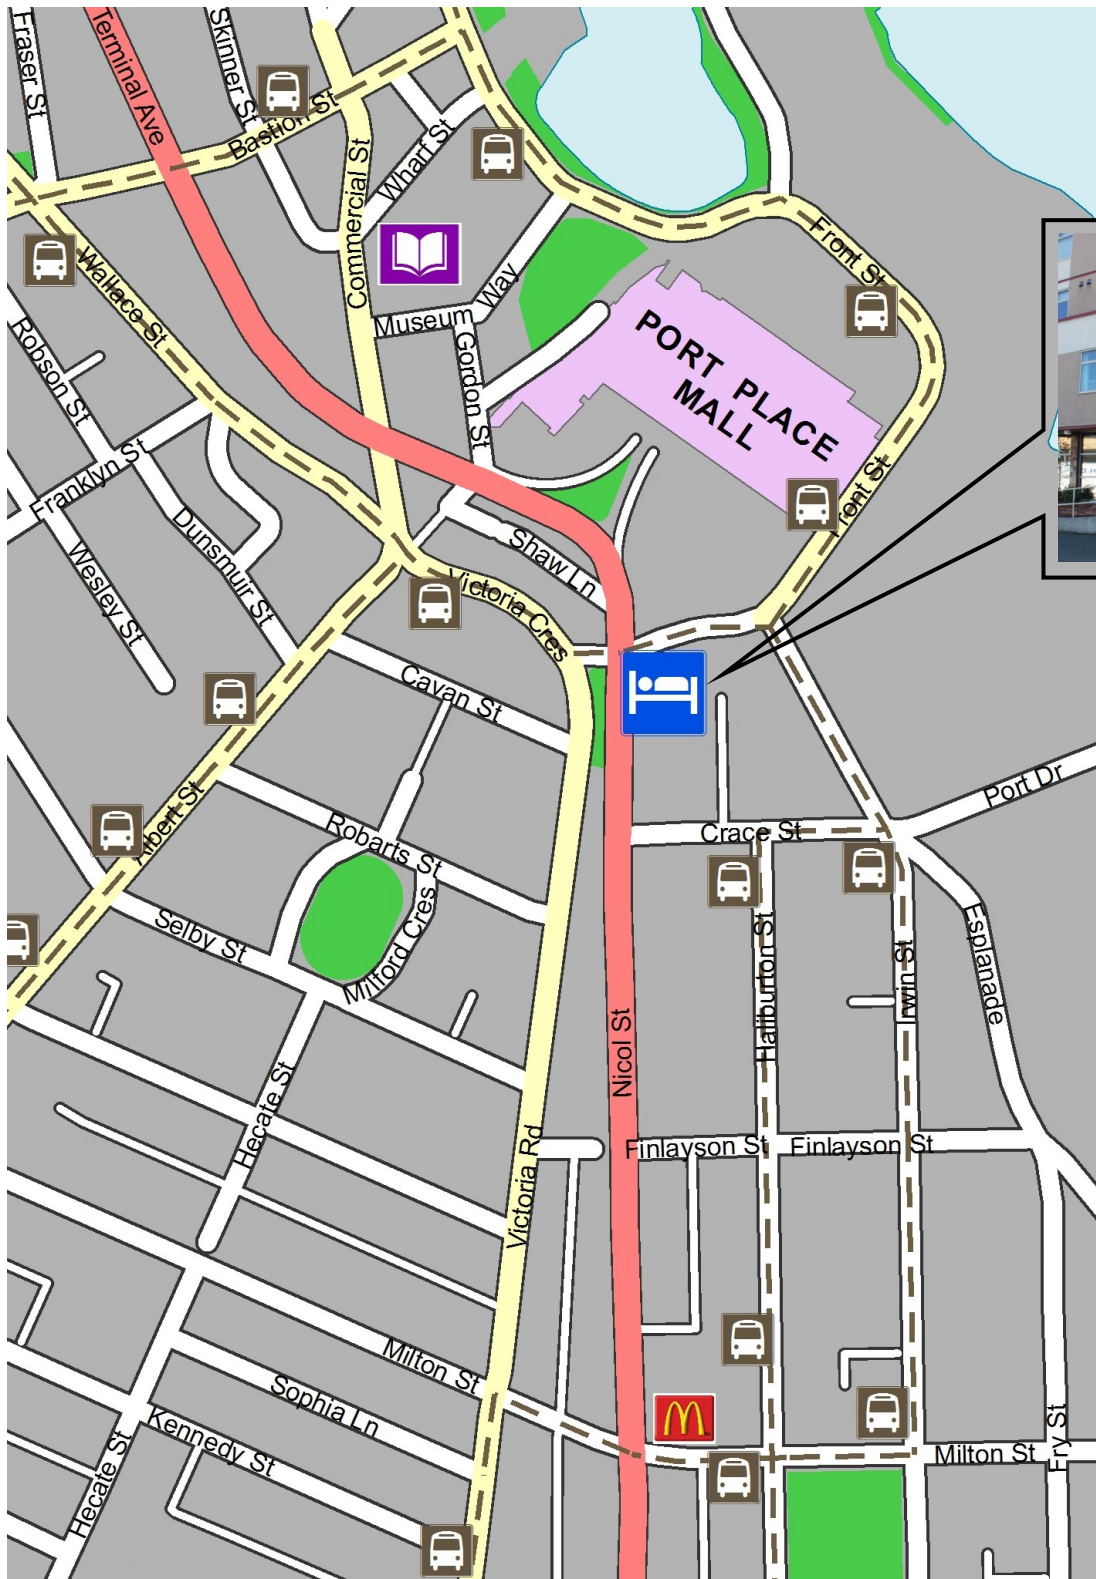 Fraser St
Terminal Ave
Skinner St
Bastion St
Commercial St
Wharf St
Front St
Wallace St
Museum
Way
Robson St
Gordon St
PORT PLACE
MALL
Franklyn St
Front St
Dunsmuir St
Wesley St
Shaw Ln
Victoria Cres
Cavan St
Port Dr
Albert St
Robarts St
Crace St
Selby St
Milford Cres
Haliburton St
Irwin St
Esplanade
Nicol St
Hecate St
Victoria Rd
Finlayson St
Finlayson St
Milton St
Sophia Ln
Kennedy St
Hecate St
Milton St
Fry St